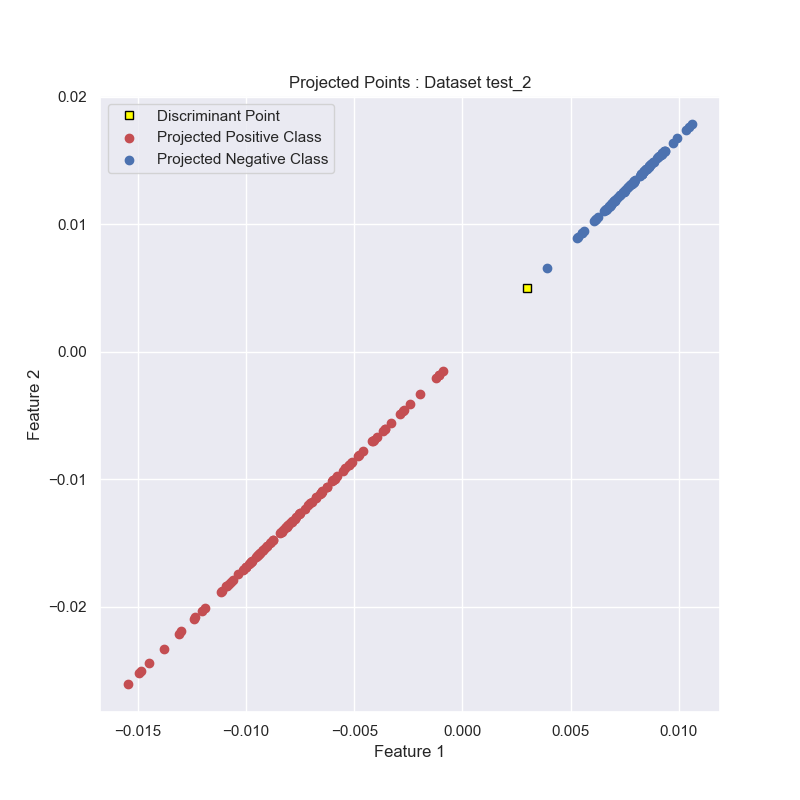 Projected Points : Dataset test_2
Discriminant Point
Projected Positive Class
Projected Negative Class
0.02
0.01
0.00
−0.01
−0.02
Feature 2
−0.015 −0.010 −0.005 0.000 0.005 0.010
Feature 1